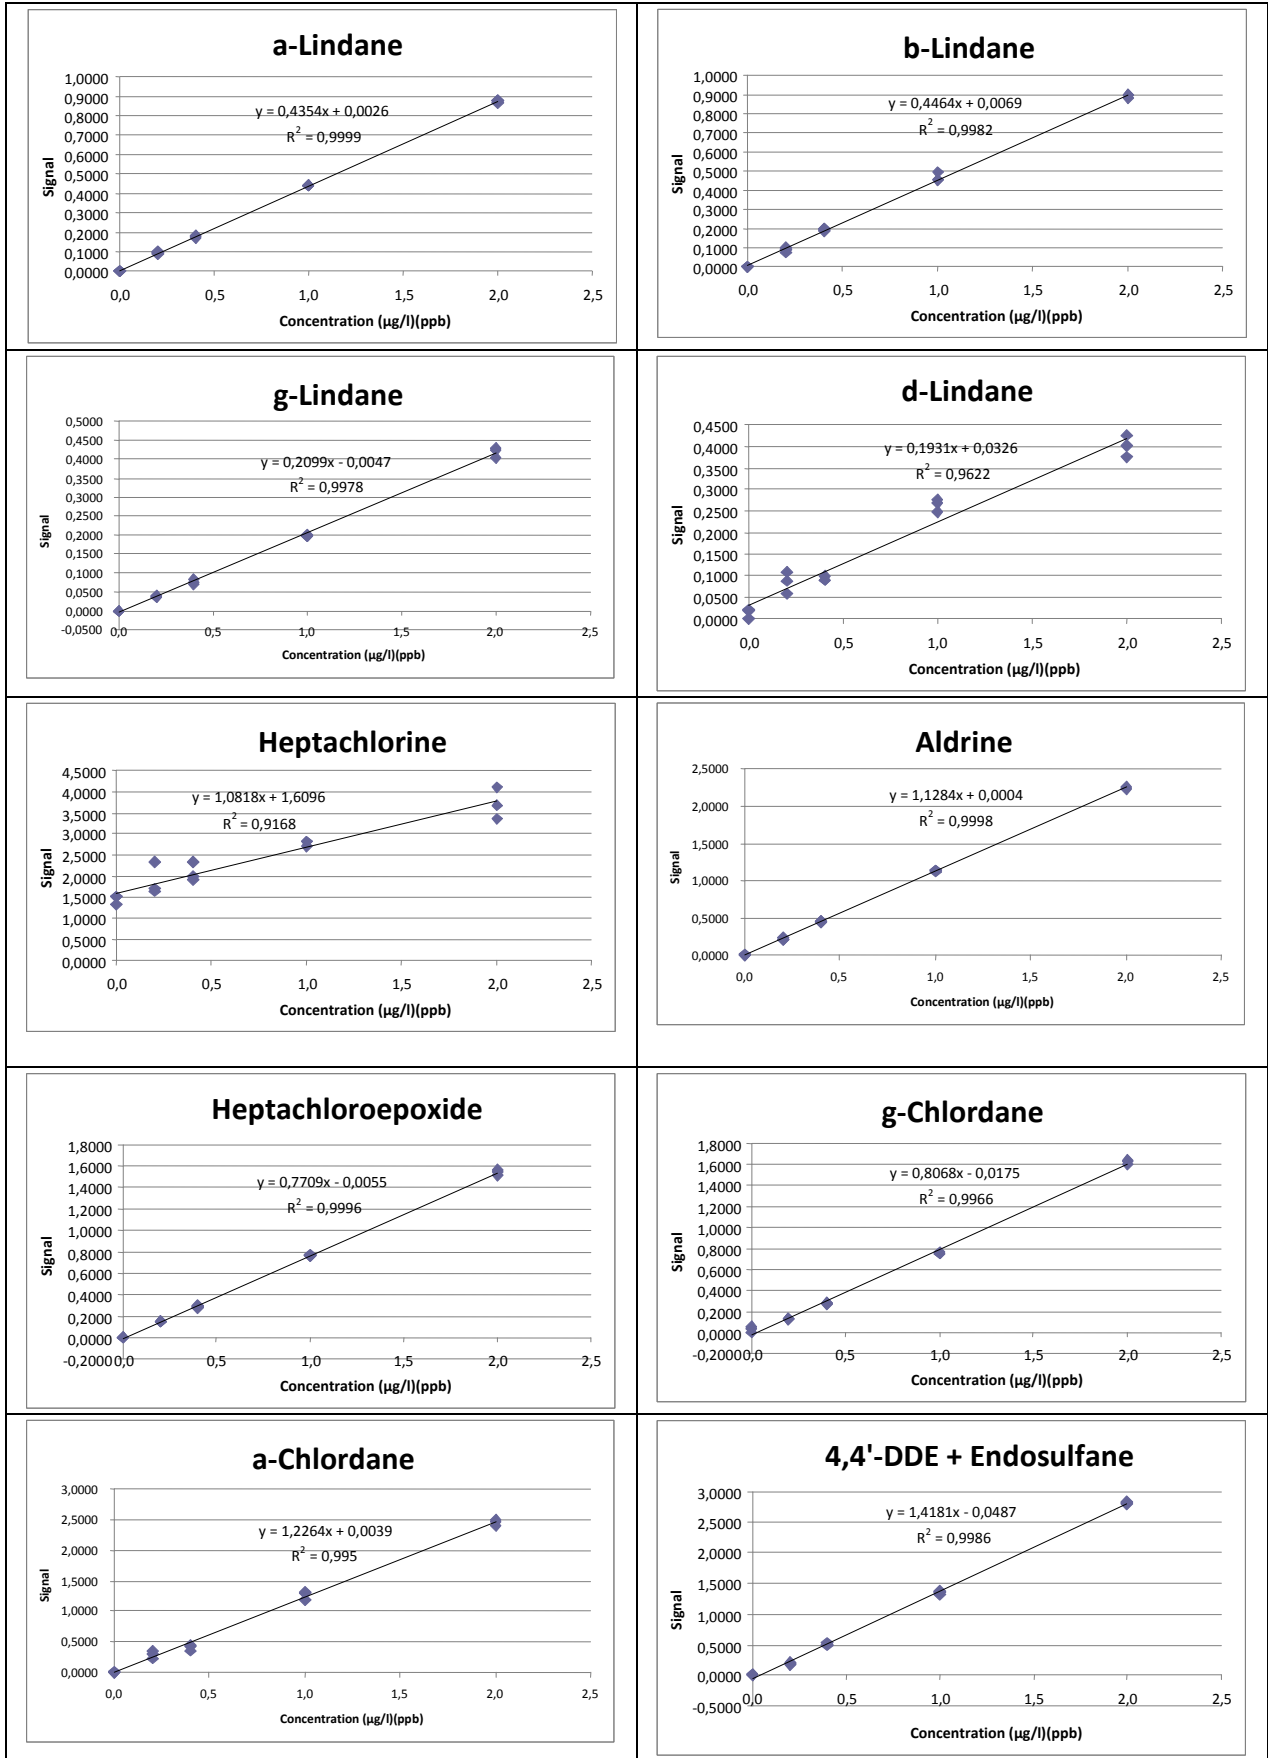 a-Lindane
1,0000
0,9000
0,8000
0,7000
0,6000
0,5000
0,4000
0,3000
0,2000
0,1000
0,0000
y = 0,4354x + 0,0026
R² = 0,9999
Signal
0,0 0,5 1,0 1,5 2,0 2,5
Concentration (µg/l)(ppb)
b-Lindane
1,0000
0,9000
0,8000
0,7000
0,6000
0,5000
0,4000
0,3000
0,2000
0,1000
0,0000
y = 0,4464x + 0,0069
R² = 0,9982
Signal
0,0 0,5 1,0 1,5 2,0 2,5
Concentration (µg/l)(ppb)
g-Lindane
0,5000
0,4500
0,4000
0,3500
0,3000
0,2500
0,2000
0,1500
0,1000
0,0500
0,0000
-0,0500
y = 0,2099x - 0,0047
R² = 0,9978
Signal
0,0 0,5 1,0 1,5 2,0 2,5
Concentration (µg/l)(ppb)
d-Lindane
0,4500
0,4000
0,3500
0,3000
0,2500
0,2000
0,1500
0,1000
0,0500
0,0000
y = 0,1931x + 0,0326
R² = 0,9622
Signal
0,0 0,5 1,0 1,5 2,0 2,5
Concentration (µg/l)(ppb)
Heptachlorine
4,5000
4,0000
3,5000
3,0000
2,5000
2,0000
1,5000
1,0000
0,5000
0,0000
y = 1,0818x + 1,6096
R² = 0,9168
Signal
0,0 0,5 1,0 1,5 2,0 2,5
Concentration (µg/l)(ppb)
Aldrine
2,5000
2,0000
1,5000
1,0000
0,5000
0,0000
y = 1,1284x + 0,0004
R² = 0,9998
Signal
0,0 0,5 1,0 1,5 2,0 2,5
Concentration (µg/l)(ppb)
Heptachloroepoxide
1,8000
1,6000
1,4000
1,2000
1,0000
0,8000
0,6000
0,4000
0,2000
0,0000
-0,2000
y = 0,7709x - 0,0055
R² = 0,9996
Signal
0,0 0,5 1,0 1,5 2,0 2,5
Concentration (µg/l)(ppb)
g-Chlordane
1,8000
1,6000
1,4000
1,2000
1,0000
0,8000
0,6000
0,4000
0,2000
0,0000
-0,2000
y = 0,8068x - 0,0175
R² = 0,9966
Signal
0,0 0,5 1,0 1,5 2,0 2,5
Concentration (µg/l)(ppb)
a-Chlordane
3,0000
2,5000
2,0000
1,5000
1,0000
0,5000
0,0000
y = 1,2264x + 0,0039
R² = 0,995
Signal
0,0 0,5 1,0 1,5 2,0 2,5
Concentration (µg/l)(ppb)
4,4'-DDE + Endosulfane
3,0000
2,5000
2,0000
1,5000
1,0000
0,5000
0,0000
-0,5000
y = 1,4181x - 0,0487
R² = 0,9986
Signal
0,0 0,5 1,0 1,5 2,0 2,5
Concentration (µg/l)(ppb)